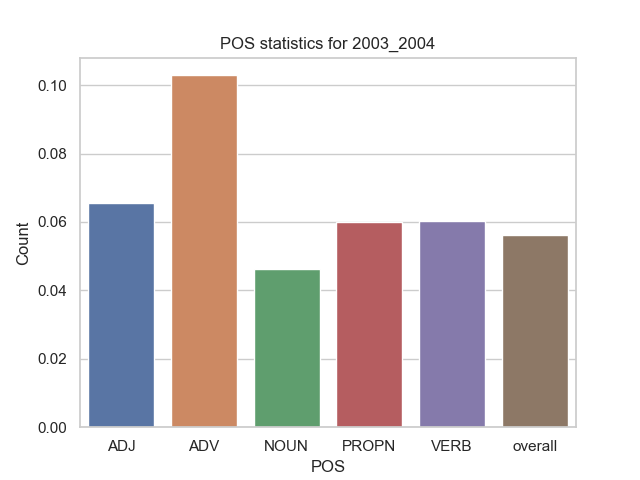 POS statistics for 2003_2004
Count
0.10
0.08
0.06
0.04
0.02
0.00
ADJ ADV NOUN PROPN VERB overall
POS